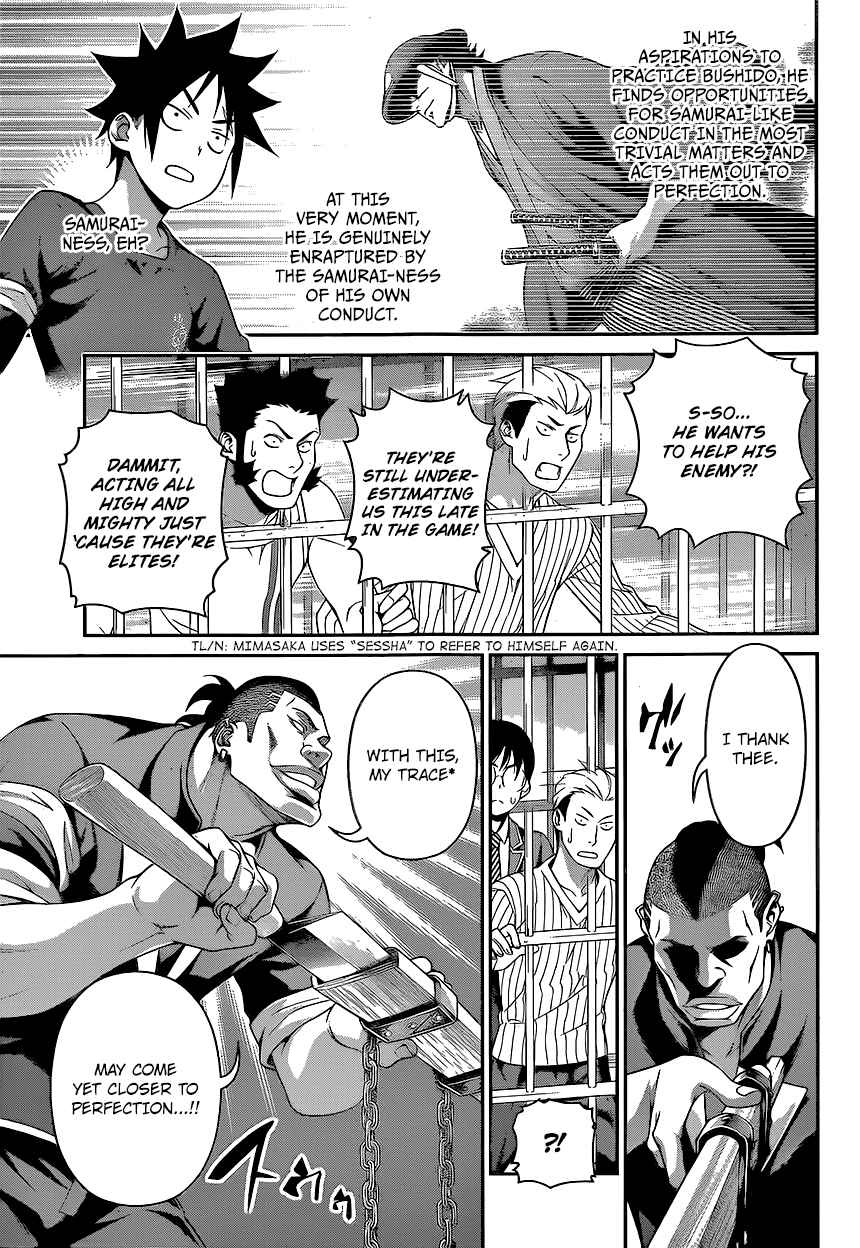 IN HIS
ASPIRATIONS TO
PRACTICE BUSHIDO, HE
FINDS OPPORTUNITIES
FOR SAMURAI-LIKE
CONDUCT IN THE MOST
TRIVIAL MATTERS AND
ACTS THEM OUT TO
PERFECTION.
AT THIS
VERY MOMENT,
HE IS GENUINELY
ENRAPTURED BY
THE SAMURAI-NESS
OF HIS OWN
CONDUCT.
SAMURAI-
NESS, EH?
S-SO...
HE WANTS
TO HELP HIS
ENEMY?!
THEY'RE
STILL UNDER-
ESTIMATING
US THIS LATE
IN THE GAME!
DAMMIT,
ACTING ALL
HIGH AND
MIGHTY JUST
'CAUSE THEY'RE
ELITES!
TL/N: MIMASAKA USES "SESSHA" TO REFER TO HIMSELF AGAIN.
I THANK
THEE.
グッ
?!
WITH THIS,
MY TRACE*
MAY COME
YET CLOSER TO
PERFECTION...!!